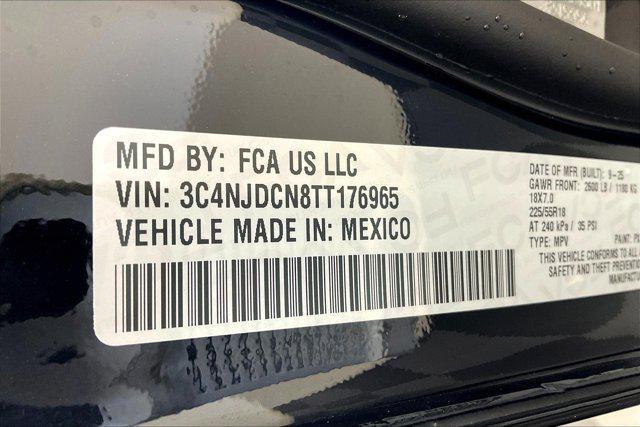 MFD BY: FCA US LLC
VIN: 3C4NJDCN8TT176965
VEHICLE MADE IN: MEXICO
DATE OF MFR (BUILT): 9-25
GAWR FRONT: 2600 LB / 1180 KG
18X7.0
225/55R18
AT 240 kPa / 35 PSI
TYPE: MPV PAINT:
THIS VEHICLE CONFORMS TO ALL
SAFETY AND THEFT PREVENTION